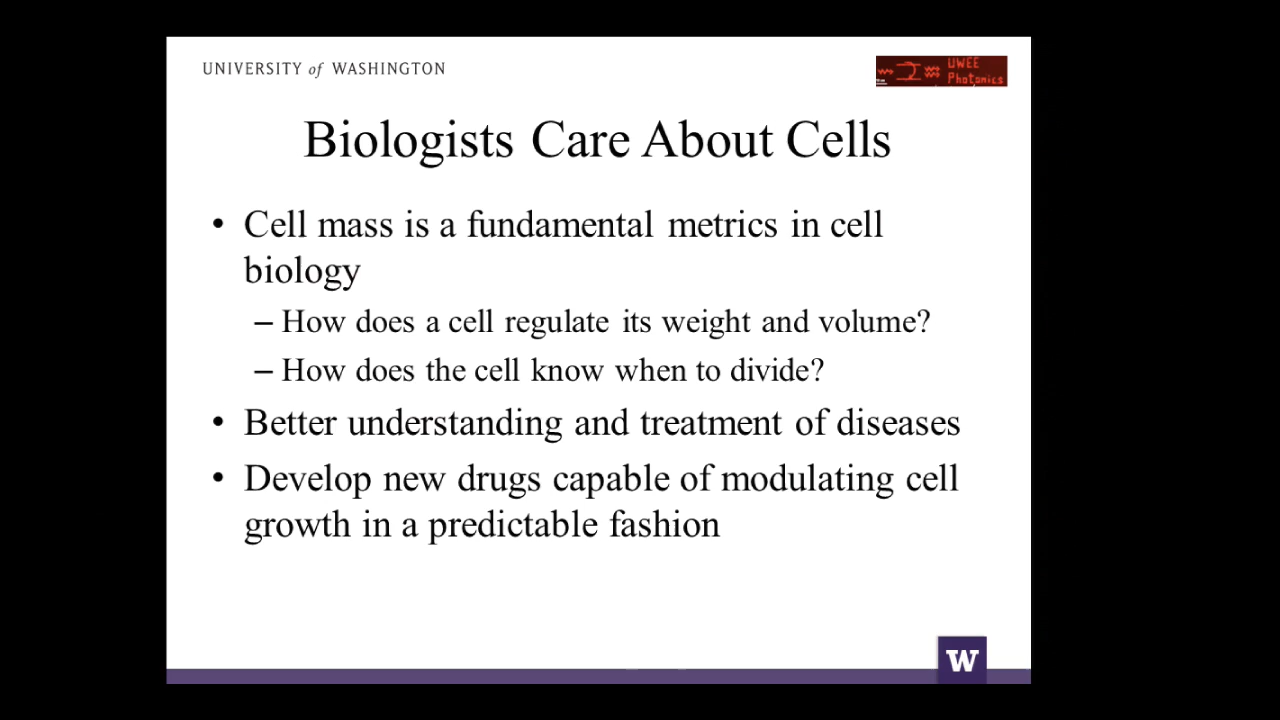 UNIVERSITY of WASHINGTON
UWEE
Photonics
Biologists Care About Cells
• Cell mass is a fundamental metrics in cell
biology
– How does a cell regulate its weight and volume?
– How does the cell know when to divide?
• Better understanding and treatment of diseases
• Develop new drugs capable of modulating cell
growth in a predictable fashion
W